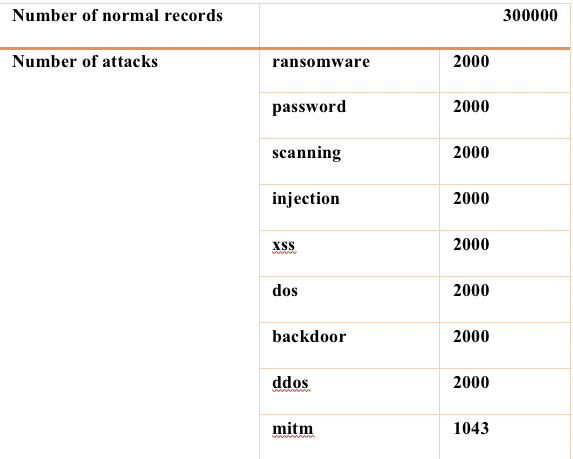 Number of normal records 300000
Number of attacks ransomware 2000
password 2000
scanning 2000
injection 2000
xss 2000
dos 2000
backdoor 2000
ddos 2000
mitm 1043